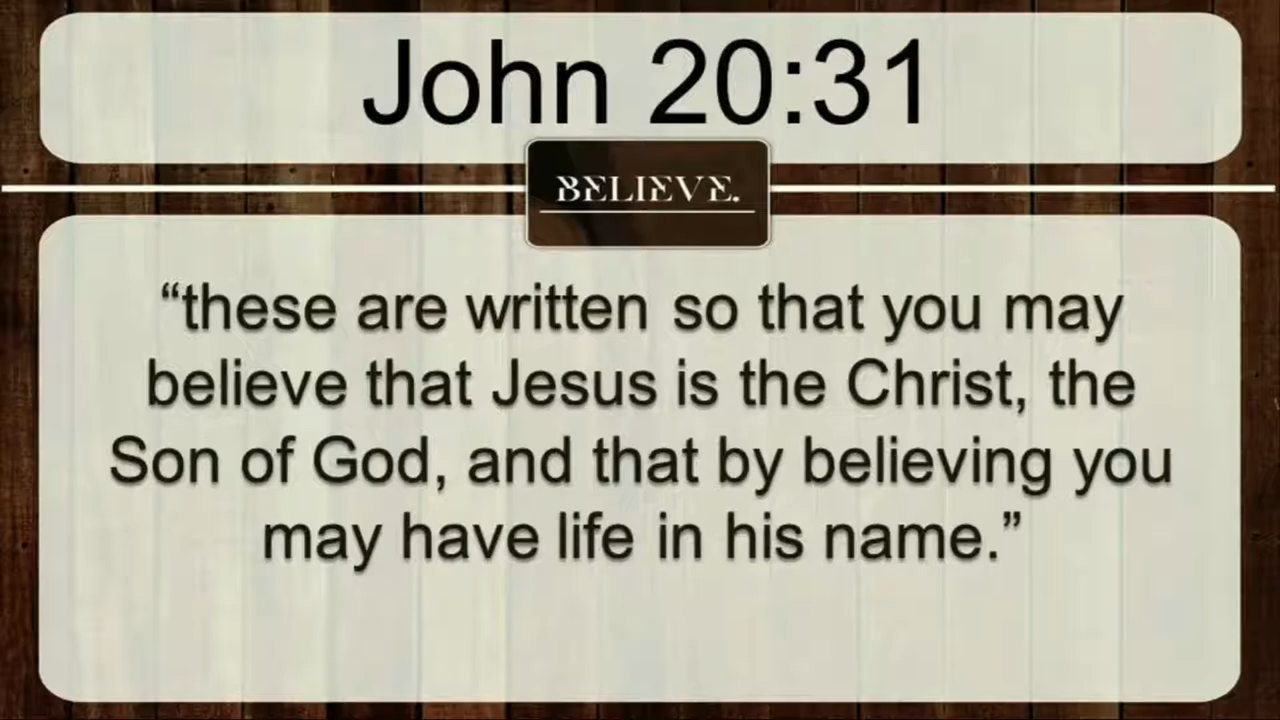 John 20:31
BELIEVE.
“these are written so that you may
believe that Jesus is the Christ, the
Son of God, and that by believing you
may have life in his name.”